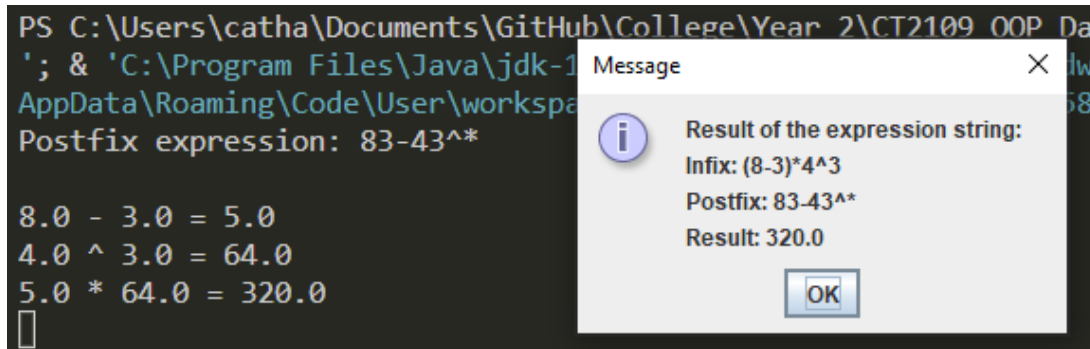 PS C:\Users\catha\Documents\GitHub\College\Year 2\CT2109 OOP Da
'; & 'C:\Program Files\Java\jdk-1
AppData\Roaming\Code\User\workspa
Postfix expression: 83-43^*
8.0 - 3.0 = 5.0
4.0 ^ 3.0 = 64.0
5.0 * 64.0 = 320.0
Message
Result of the expression string:
Infix: (8-3)*4^3
Postfix: 83-43^*
Result: 320.0
OK